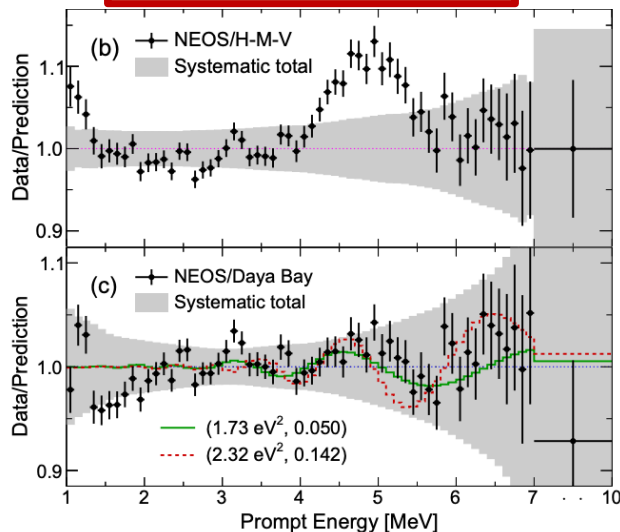 (b)
NEOS/H-M-V
Systematic total
Data/Prediction
1.1
1.0
0.9
(c)
NEOS/Daya Bay
Systematic total
Data/Prediction
1.1
1.0
0.9
(1.73 eV², 0.050)
(2.32 eV², 0.142)
1 2 3 4 5 6 7 10
Prompt Energy [MeV]